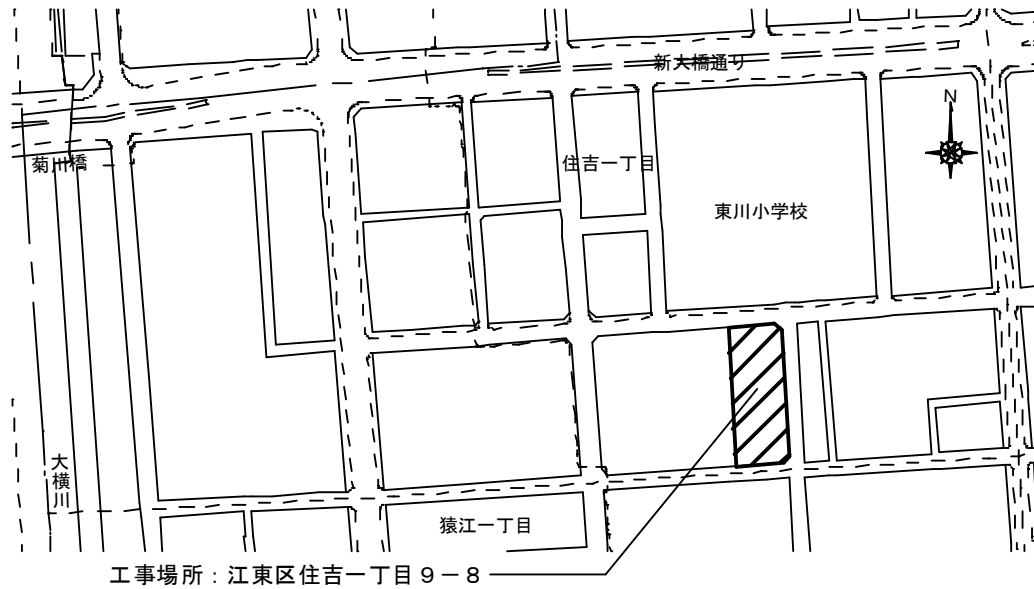 新大橋通り
N
菊川橋
住吉一丁目
東川小学校
大横川
猿江一丁目
工事場所：江東区住吉一丁目９－８